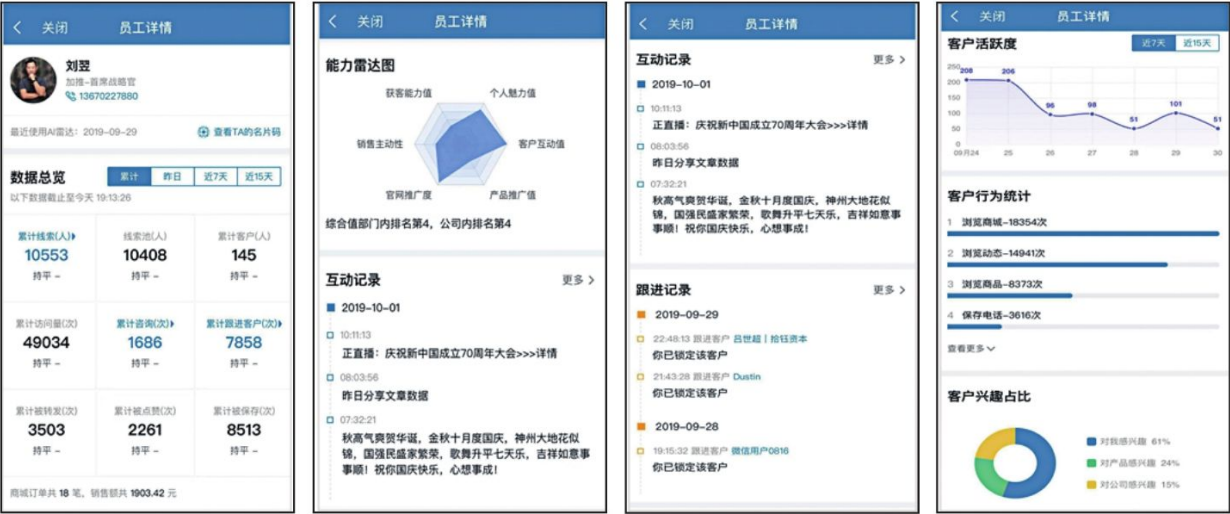 关闭
员工详情
刘翌
加推-首席战略官
13670227880
最近使用AI雷达：2019-09-29
查看TA的名片码
数据总览
累计 昨日 近7天 近15天
以下数据截止至今天 19:13:26
累计线索(人) 线索池(人) 累计客户(人)
10553 10408 145
持平 - 持平 - 持平 -
累计访问量(次) 累计咨询(次) 累计跟进客户(次)
49034 1686 7858
持平 - 持平 - 持平 -
累计被转发(次) 累计被点赞(次) 累计被保存(次)
3503 2261 8513
持平 - 持平 - 持平 -
商城订单共 18 笔，销售额共 1903.42 元
关闭
员工详情
能力雷达图
获客能力值 个人魅力值
销售主动性 客户互动值
官网推广度 产品推广值
综合值部门内排名第4，公司内排名第4
互动记录
更多
2019-10-01
10:11:13
正直播：庆祝新中国成立70周年大会>>>详情
08:03:56
昨日分享文章数据
07:32:21
秋高气爽贺华诞，金秋十月度国庆，神州大地花似
锦，国强民盛家繁荣，歌舞升平七天乐，吉祥如意事
事顺！祝你国庆快乐，心想事成！
关闭
员工详情
互动记录
更多
2019-10-01
10:11:13
正直播：庆祝新中国成立70周年大会>>>详情
08:03:56
昨日分享文章数据
07:32:21
秋高气爽贺华诞，金秋十月度国庆，神州大地花似
锦，国强民盛家繁荣，歌舞升平七天乐，吉祥如意事
事顺！祝你国庆快乐，心想事成！
跟进记录
更多
2019-09-29
22:48:13 跟进客户 吕世超 | 拾钰资本
你已锁定该客户
21:43:28 跟进客户 Dustin
你已锁定该客户
2019-09-28
19:15:32 跟进客户 微信用户0816
你已锁定该客户
关闭
员工详情
客户活跃度
近7天 近15天
250
200
150
100
50
0
208 206 96 98 51 101 51
09月24 25 26 27 28 29 30
客户行为统计
1 浏览商城-18354次
2 浏览动态-14941次
3 浏览商品-8373次
4 保存电话-3616次
查看更多
客户兴趣占比
对我感兴趣 61%
对产品感兴趣 24%
对公司感兴趣 15%